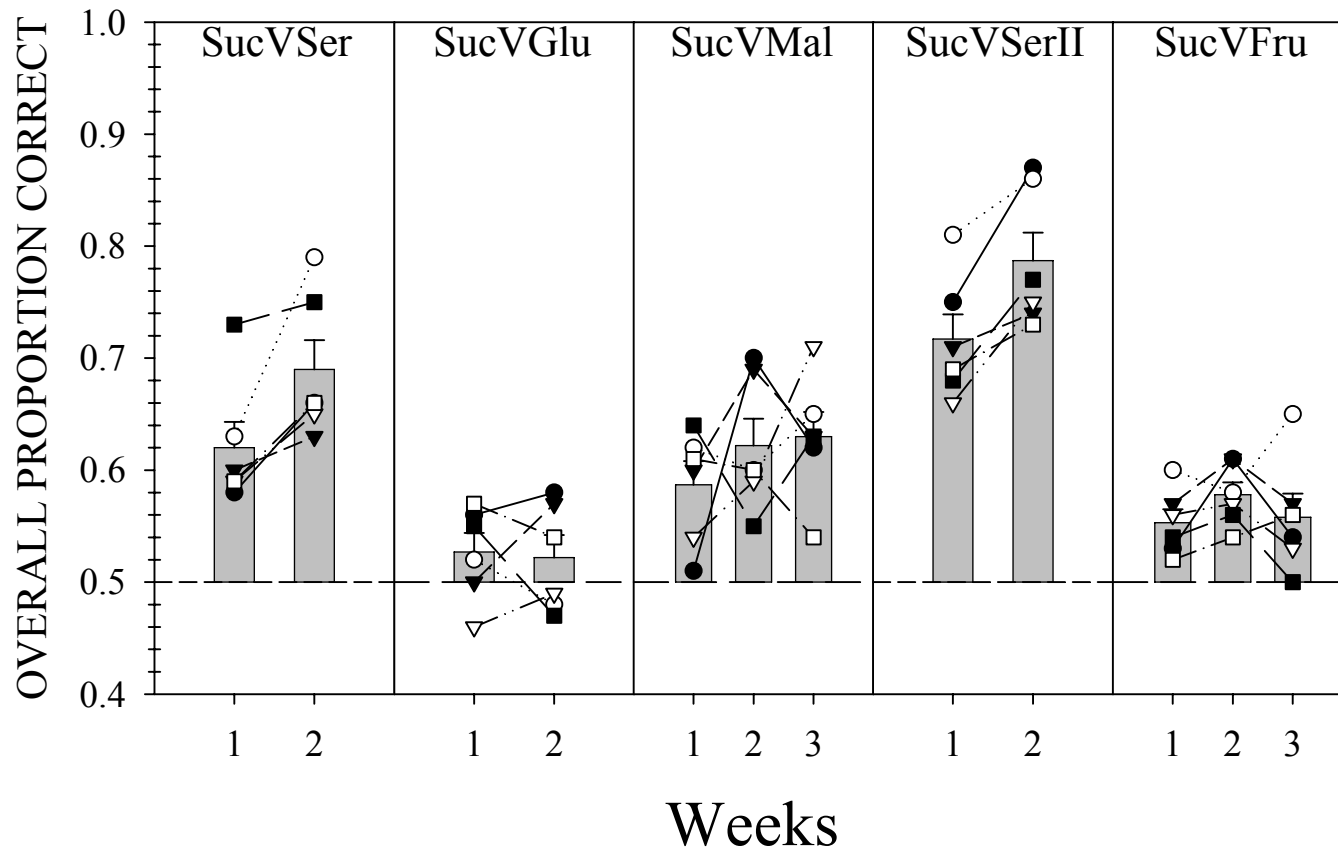 OVERALL PROPORTION CORRECT
1.0
0.9
0.8
0.7
0.6
0.5
0.4
SucVSer
SucVGlu
SucVMal
SucVSerII
SucVFru
1 2
1 2
1 2 3
1 2
1 2 3
Weeks